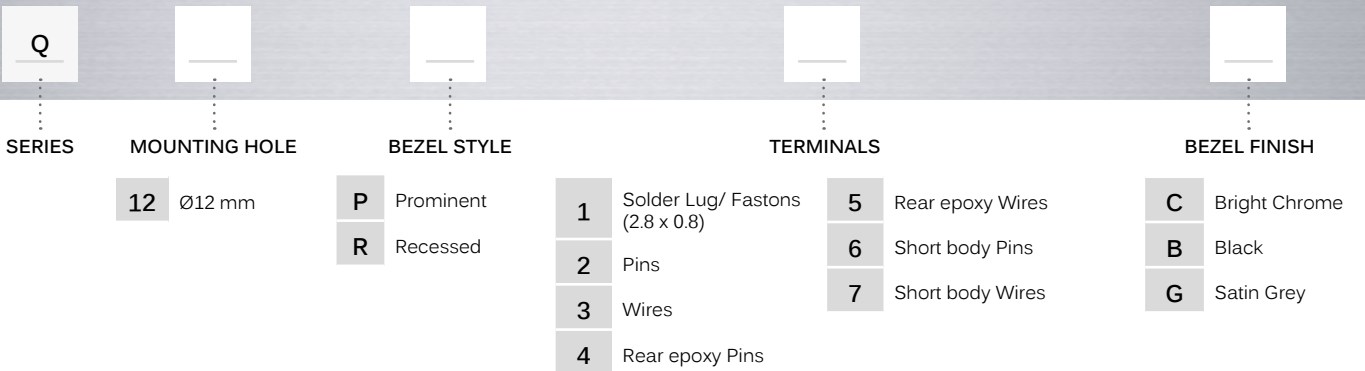 Q
SERIES
MOUNTING HOLE
12 Ø12 mm
BEZEL STYLE
P Prominent
R Recessed
TERMINALS
1 Solder Lug/ Fastons
(2.8 x 0.8)
2 Pins
3 Wires
4 Rear epoxy Pins
5 Rear epoxy Wires
6 Short body Pins
7 Short body Wires
BEZEL FINISH
C Bright Chrome
B Black
G Satin Grey